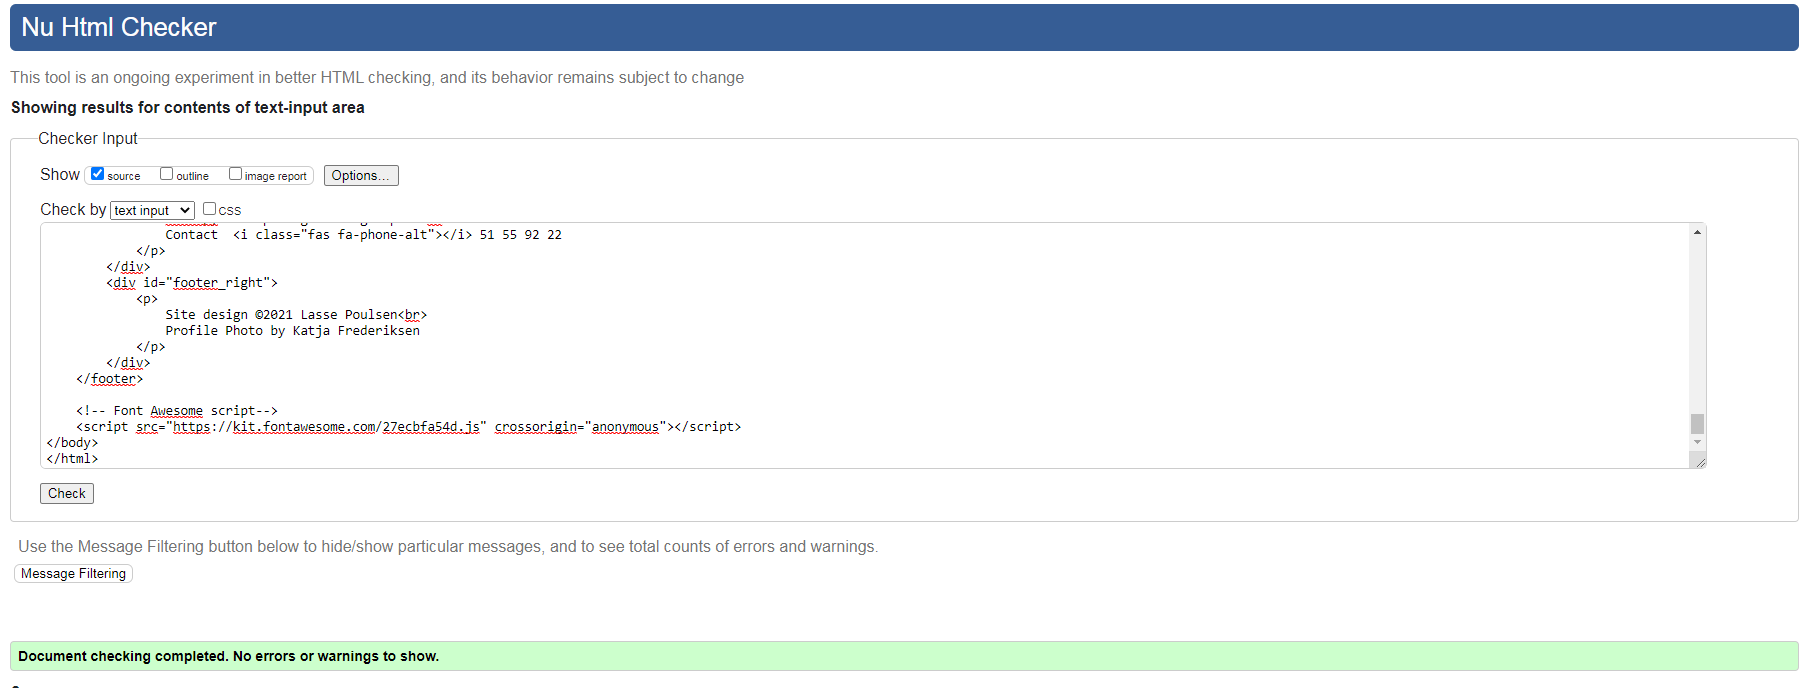 Nu Html Checker
This tool is an ongoing experiment in better HTML checking, and its behavior remains subject to change
Showing results for contents of text-input area
Checker Input
Show source outline image report Options...
Check by text input css
Contact  <i class="fas fa-phone-alt"></i> 51 55 92 22
</p>
</div>
<div id="footer_right">
<p>
Site design ©2021 Lasse Poulsen<br>
Profile Photo by Katja Frederiksen
</p>
</div>
</footer>
<!-- Font Awesome script-->
<script src="https://kit.fontawesome.com/27ecbfa54d.js" crossorigin="anonymous"></script>
</body>
</html>
Check
Use the Message Filtering button below to hide/show particular messages, and to see total counts of errors and warnings.
Message Filtering
Document checking completed. No errors or warnings to show.